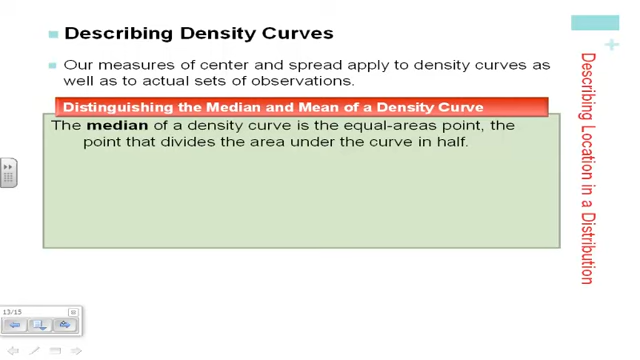 Describing Density Curves
Our measures of center and spread apply to density curves as
well as to actual sets of observations.
Distinguishing the Median and Mean of a Density Curve
The median of a density curve is the equal-areas point, the
point that divides the area under the curve in half.
+
Describing Location in a Distribution
13/15